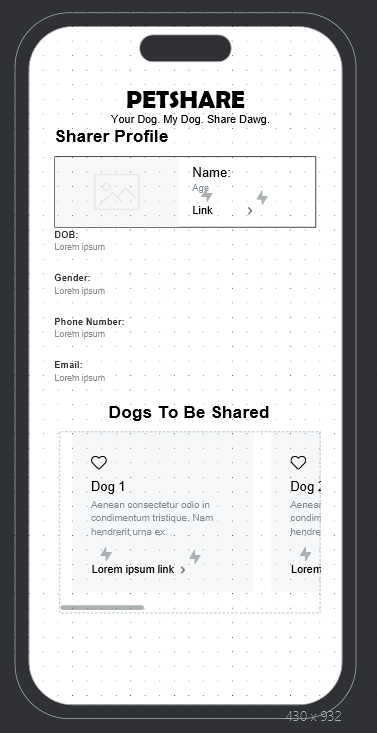 PETSHARE
Your Dog. My Dog. Share Dawg.
Sharer Profile
Name:
Age
Link
DOB:
Lorem ipsum
Gender:
Lorem ipsum
Phone Number:
Lorem ipsum
Email:
Lorem ipsum
Dogs To Be Shared
Dog 1
Aenean consectetur odio in
condimentum tristique. Nam
hendrerit urna ex.
Lorem ipsum link
Dog 2
Aenea
condim
hendre
Lorem
430 x 932